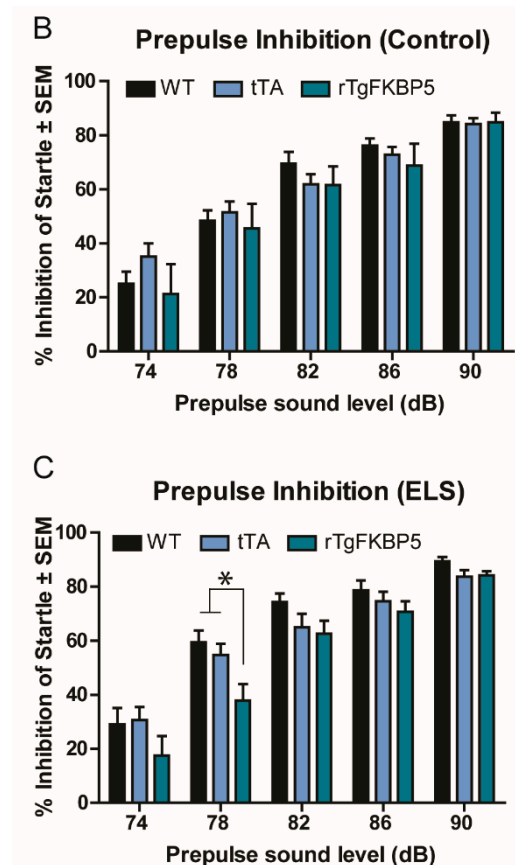 B
Prepulse Inhibition (Control)
% Inhibition of Startle ± SEM
WT tTA rTgFKBP5
100
80
60
40
20
0
74 78 82 86 90
Prepulse sound level (dB)
C
Prepulse Inhibition (ELS)
% Inhibition of Startle ± SEM
WT tTA rTgFKBP5
100
80
*
60
40
20
0
74 78 82 86 90
Prepulse sound level (dB)